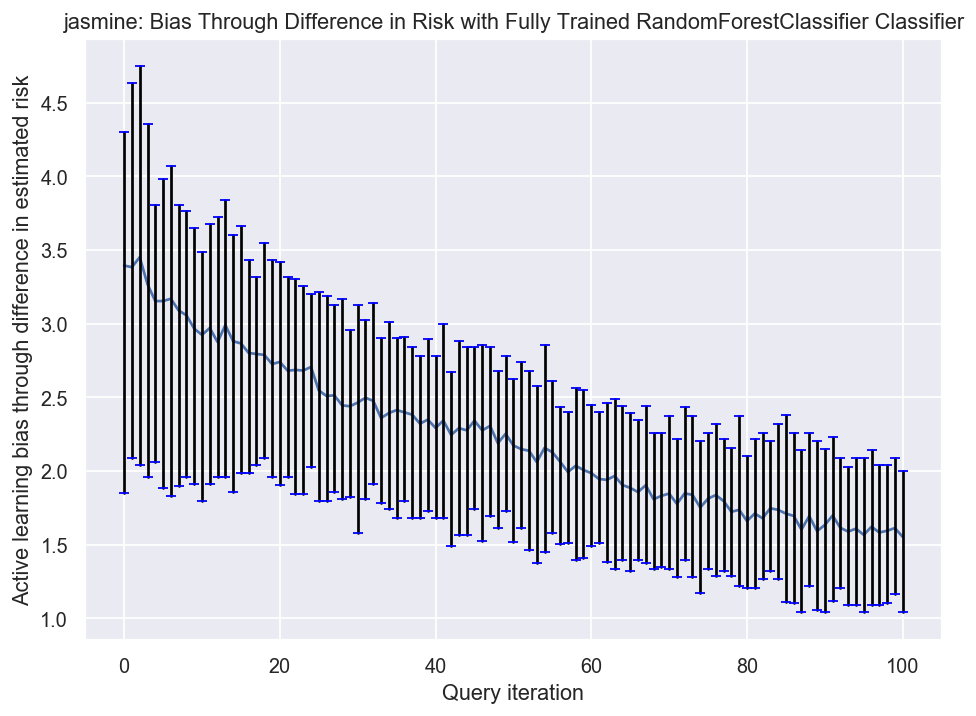 jasmine: Bias Through Difference in Risk with Fully Trained RandomForestClassifier Classifier
Active learning bias through difference in estimated risk
4.5
4.0
3.5
3.0
2.5
2.0
1.5
1.0
0 20 40 60 80 100
Query iteration